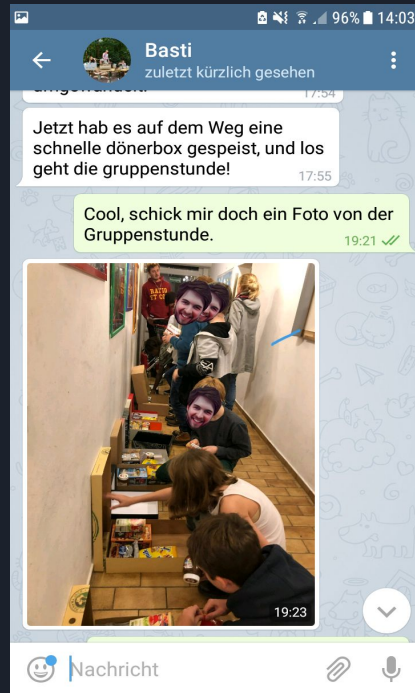 96% 14:03
Basti
zuletzt kürzlich gesehen
17:54
Jetzt hab es auf dem Weg eine
schnelle dönerbox gespeist, und los
geht die gruppenstunde!
17:55
Cool, schick mir doch ein Foto von der
Gruppenstunde.
19:21
19:23
Nachricht